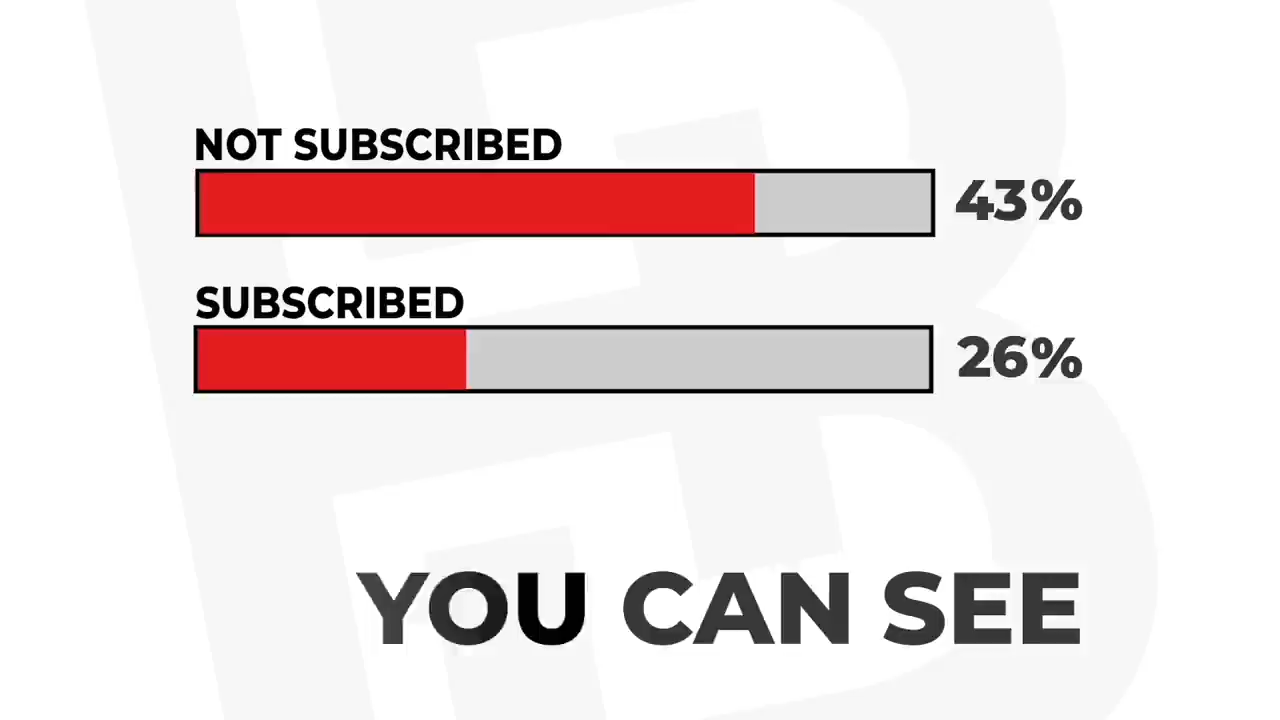 NOT SUBSCRIBED
43%
SUBSCRIBED
26%
YOU CAN SEE